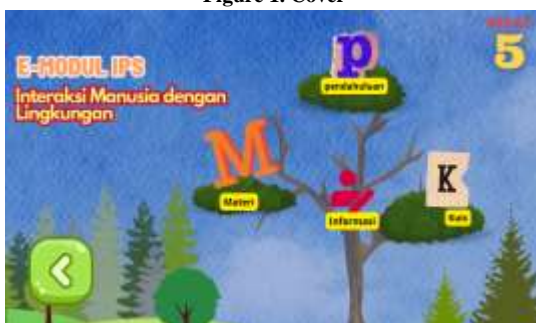 Figure 1. Cover
5
E-MODUL IPS
Interaksi Manusia dengan
Lingkungan
P
pendahuluan
M
Materi
K
Kuis
Informasi